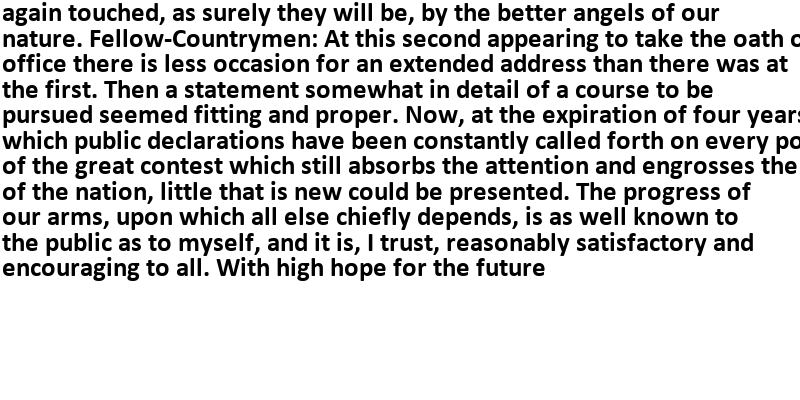 again touched, as surely they will be, by the better angels of our
nature. Fellow-Countrymen: At this second appearing to take the oath
office there is less occasion for an extended address than there was at
the first. Then a statement somewhat in detail of a course to be
pursued seemed fitting and proper. Now, at the expiration of four years
which public declarations have been constantly called forth on every
of the great contest which still absorbs the attention and engrosses the
of the nation, little that is new could be presented. The progress of
our arms, upon which all else chiefly depends, is as well known to
the public as to myself, and it is, I trust, reasonably satisfactory and
encouraging to all. With high hope for the future